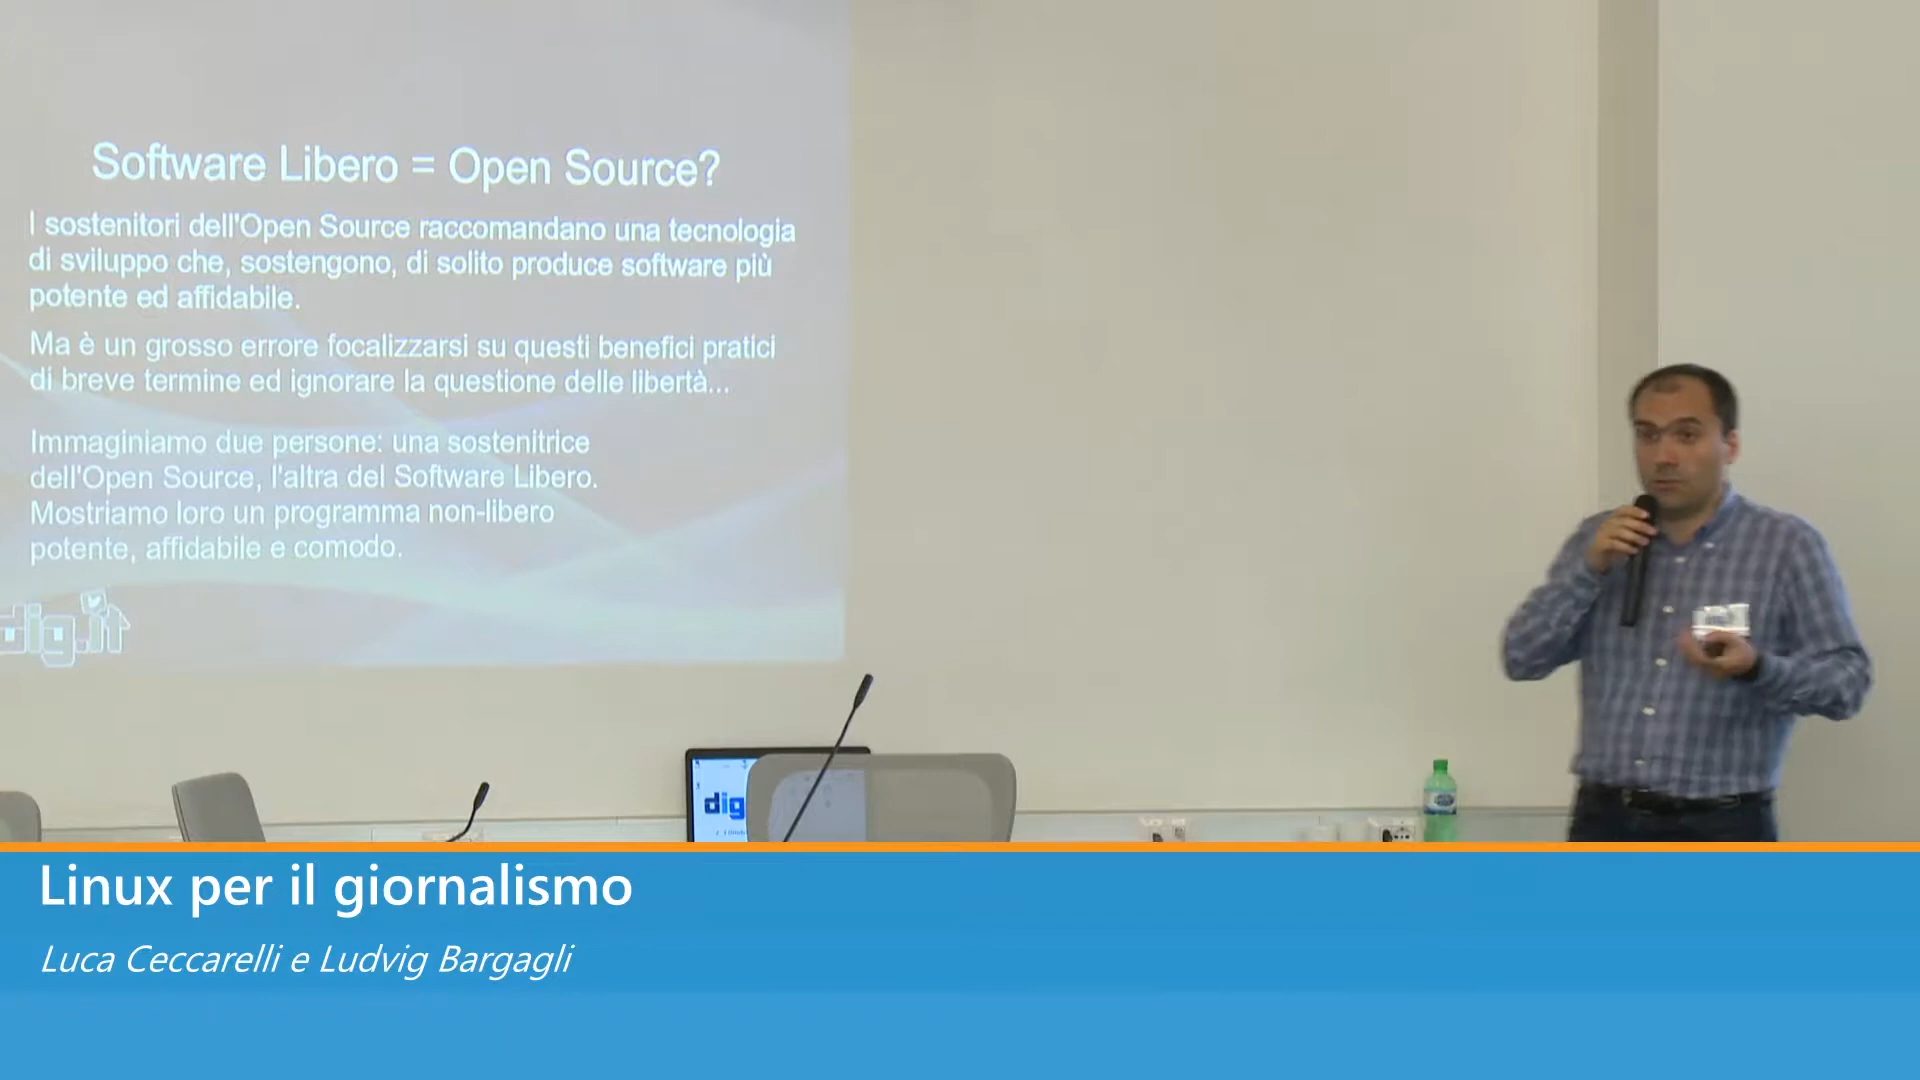 Software Libero = Open Source?
I sostenitori dell'Open Source raccomandano una tecnologia
di sviluppo che, sostengono, di solito produce software più
potente ed affidabile.
Ma è un grosso errore focalizzarsi su questi benefici pratici
di breve termine ed ignorare la questione delle libertà...
Immaginiamo due persone: una sostenitrice
dell'Open Source, l'altra del Software Libero.
Mostriamo loro un programma non-libero
potente, affidabile e comodo.
dig.it
dig
Linux per il giornalismo
Luca Ceccarelli e Ludvig Bargagli